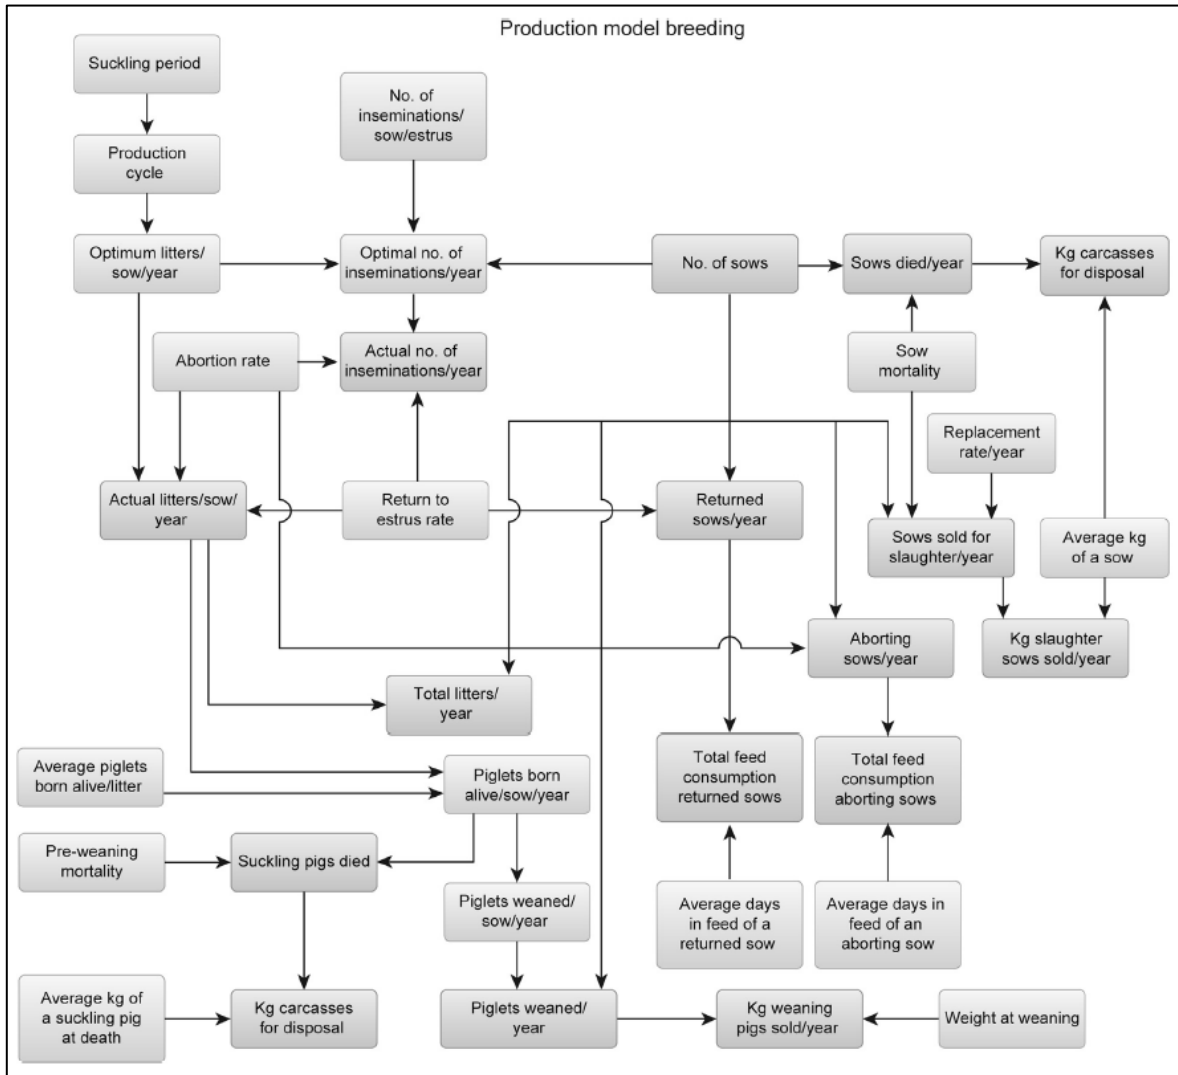 Production model breeding
Suckling period
No. of
inseminations/
sow/estrus
Production
cycle
Optimum litters/
sow/year
Optimal no. of
inseminations/year
No. of sows
Sows died/year
Kg carcasses
for disposal
Abortion rate
Actual no. of
inseminations/year
Sow
mortality
Replacement
rate/year
Actual litters/sow/
year
Return to
estrus rate
Returned
sows/year
Sows sold for
slaughter/year
Average kg
of a sow
Aborting
sows/year
Kg slaughter
sows sold/year
Total litters/
year
Average piglets
born alive/litter
Piglets born
alive/sow/year
Total feed
consumption
returned sows
Total feed
consumption
aborting sows
Pre-weaning
mortality
Suckling pigs died
Piglets weaned/
sow/year
Average days
in feed of a
returned sow
Average days in
feed of an
aborting sow
Average kg of
a suckling pig
at death
Kg carcasses
for disposal
Piglets weaned/
year
Kg weaning
pigs sold/year
Weight at weaning